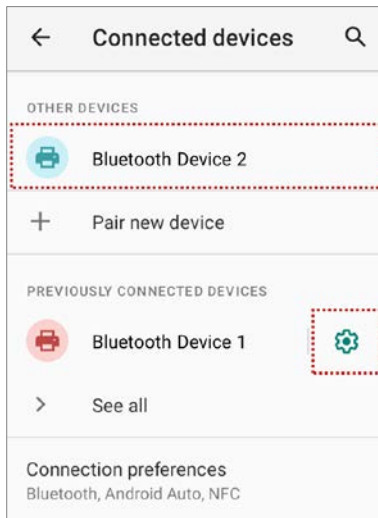 Connected devices
OTHER DEVICES
Bluetooth Device 2
Pair new device
PREVIOUSLY CONNECTED DEVICES
Bluetooth Device 1
See all
Connection preferences
Bluetooth, Android Auto, NFC